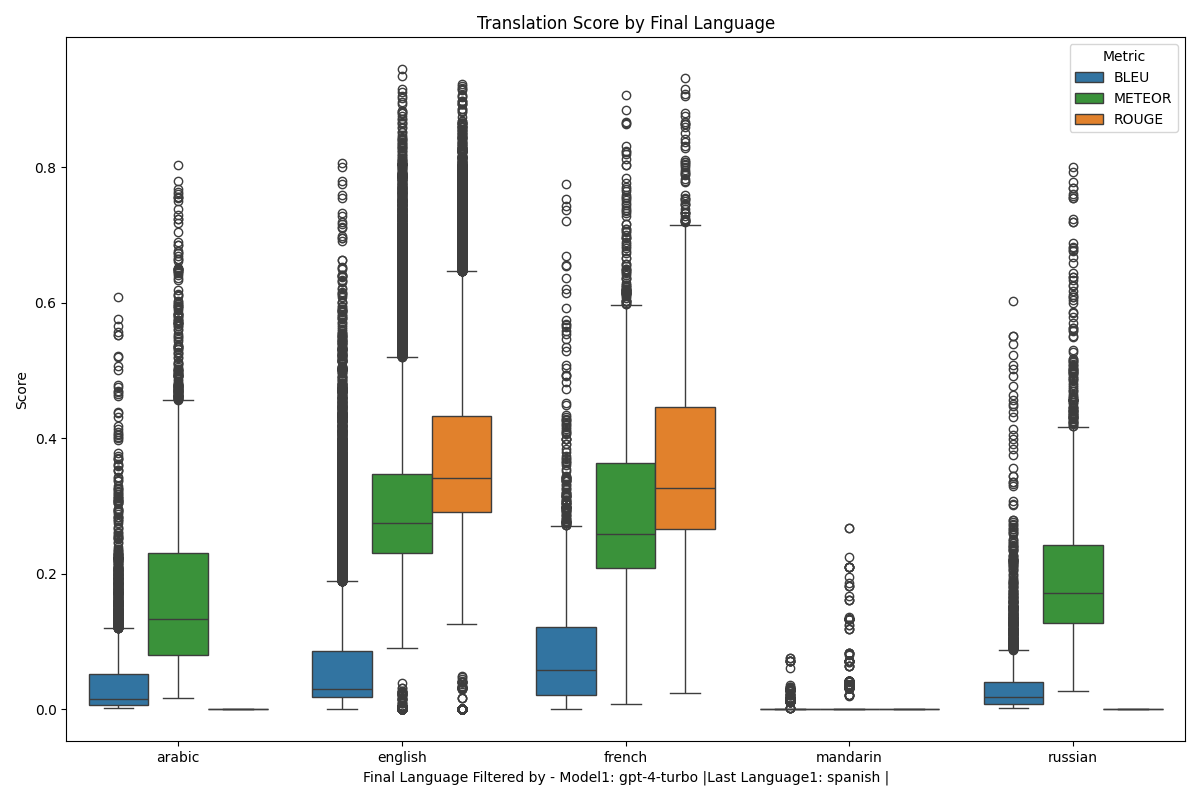 Translation Score by Final Language
Metric
BLEU
METEOR
ROUGE
Score
0.8
0.6
0.4
0.2
0.0
arabic
english
french
mandarin
russian
Final Language Filtered by - Model1: gpt-4-turbo |Last Language1: spanish |